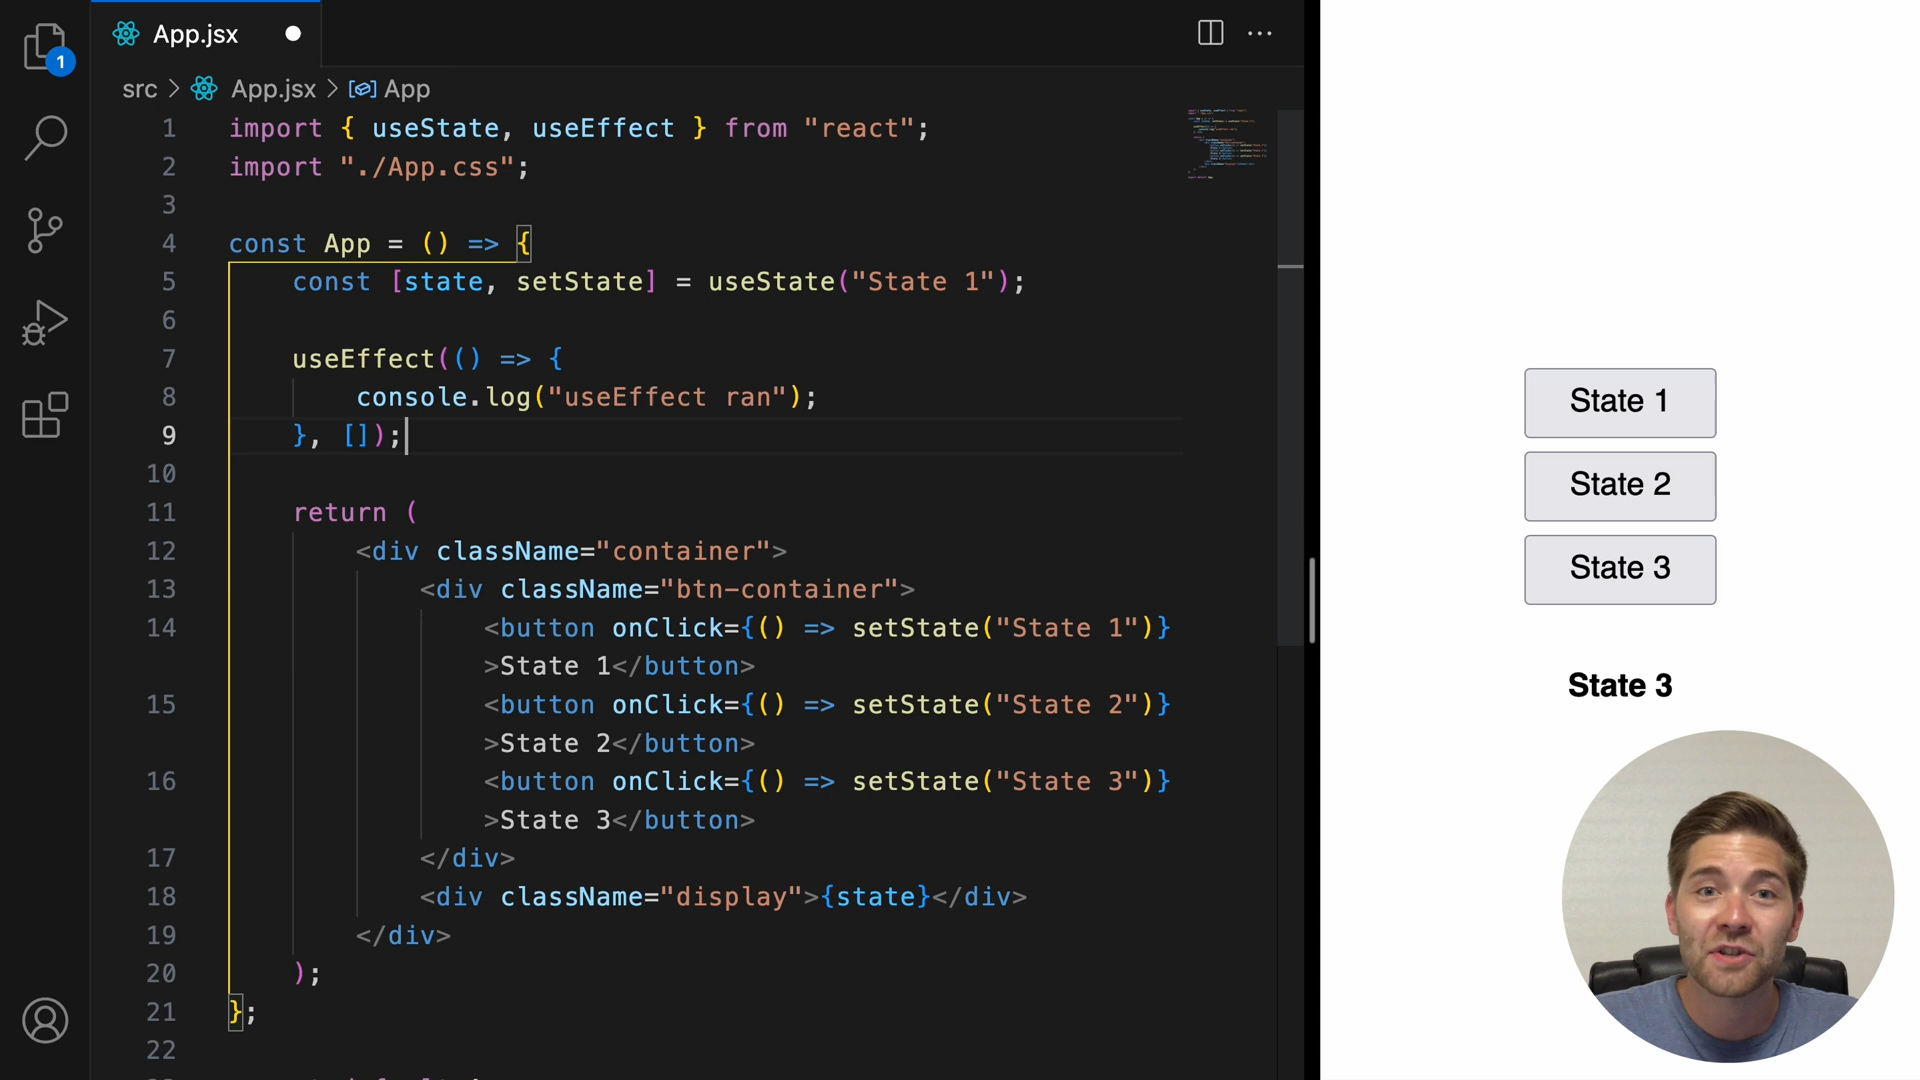 1
App.jsx
src > App.jsx > App
1 import { useState, useEffect } from "react";
2 import "./App.css";
3
4 const App = () => {
5 const [state, setState] = useState("State 1");
6
7 useEffect(() => {
8 console.log("useEffect ran");
9 }, []);
10
11 return (
12 <div className="container">
13 <div className="btn-container">
14 <button onClick={() => setState("State 1")}
>State 1</button>
15 <button onClick={() => setState("State 2")}
>State 2</button>
16 <button onClick={() => setState("State 3")}
>State 3</button>
17 </div>
18 <div className="display">{state}</div>
19 </div>
20 );
21 };
22
State 1
State 2
State 3
State 3